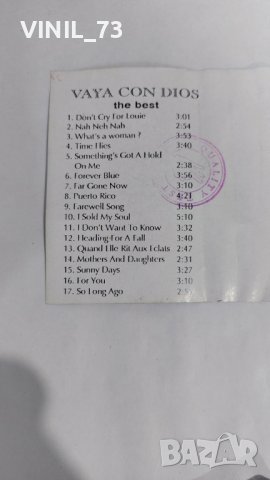 VINIL_73
VAYA CON DIOS
the best
1. Don't Cry For Louie 3:01
2. Nah Neh Nah 2:54
3. What's a woman ? 3:53
4. Time Flies 3:40
5. Something's Got A Hold
On Me 2:38
6. Forever Blue 3:56
7. Far Gone Now 3:10
8. Puerto Rico 4:21
9. Farewell Song 3:10
10. I Sold My Soul 5:10
11. I Don't Want To Know 3:32
12. Heading For A Fall 3:40
13. Quand Elle Rit Aux Eclats 2:47
14. Mothers And Daughters 2:31
15. Sunny Days 3:27
16. For You 3:10
17. So Long Ago
QUALITY
BAZAR.BG